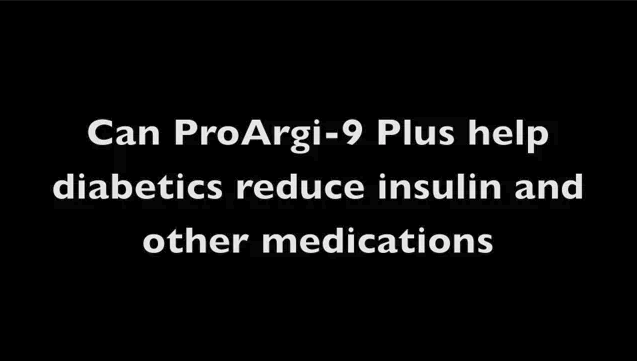 Can ProArgi-9 Plus help
diabetics reduce insulin and
other medications